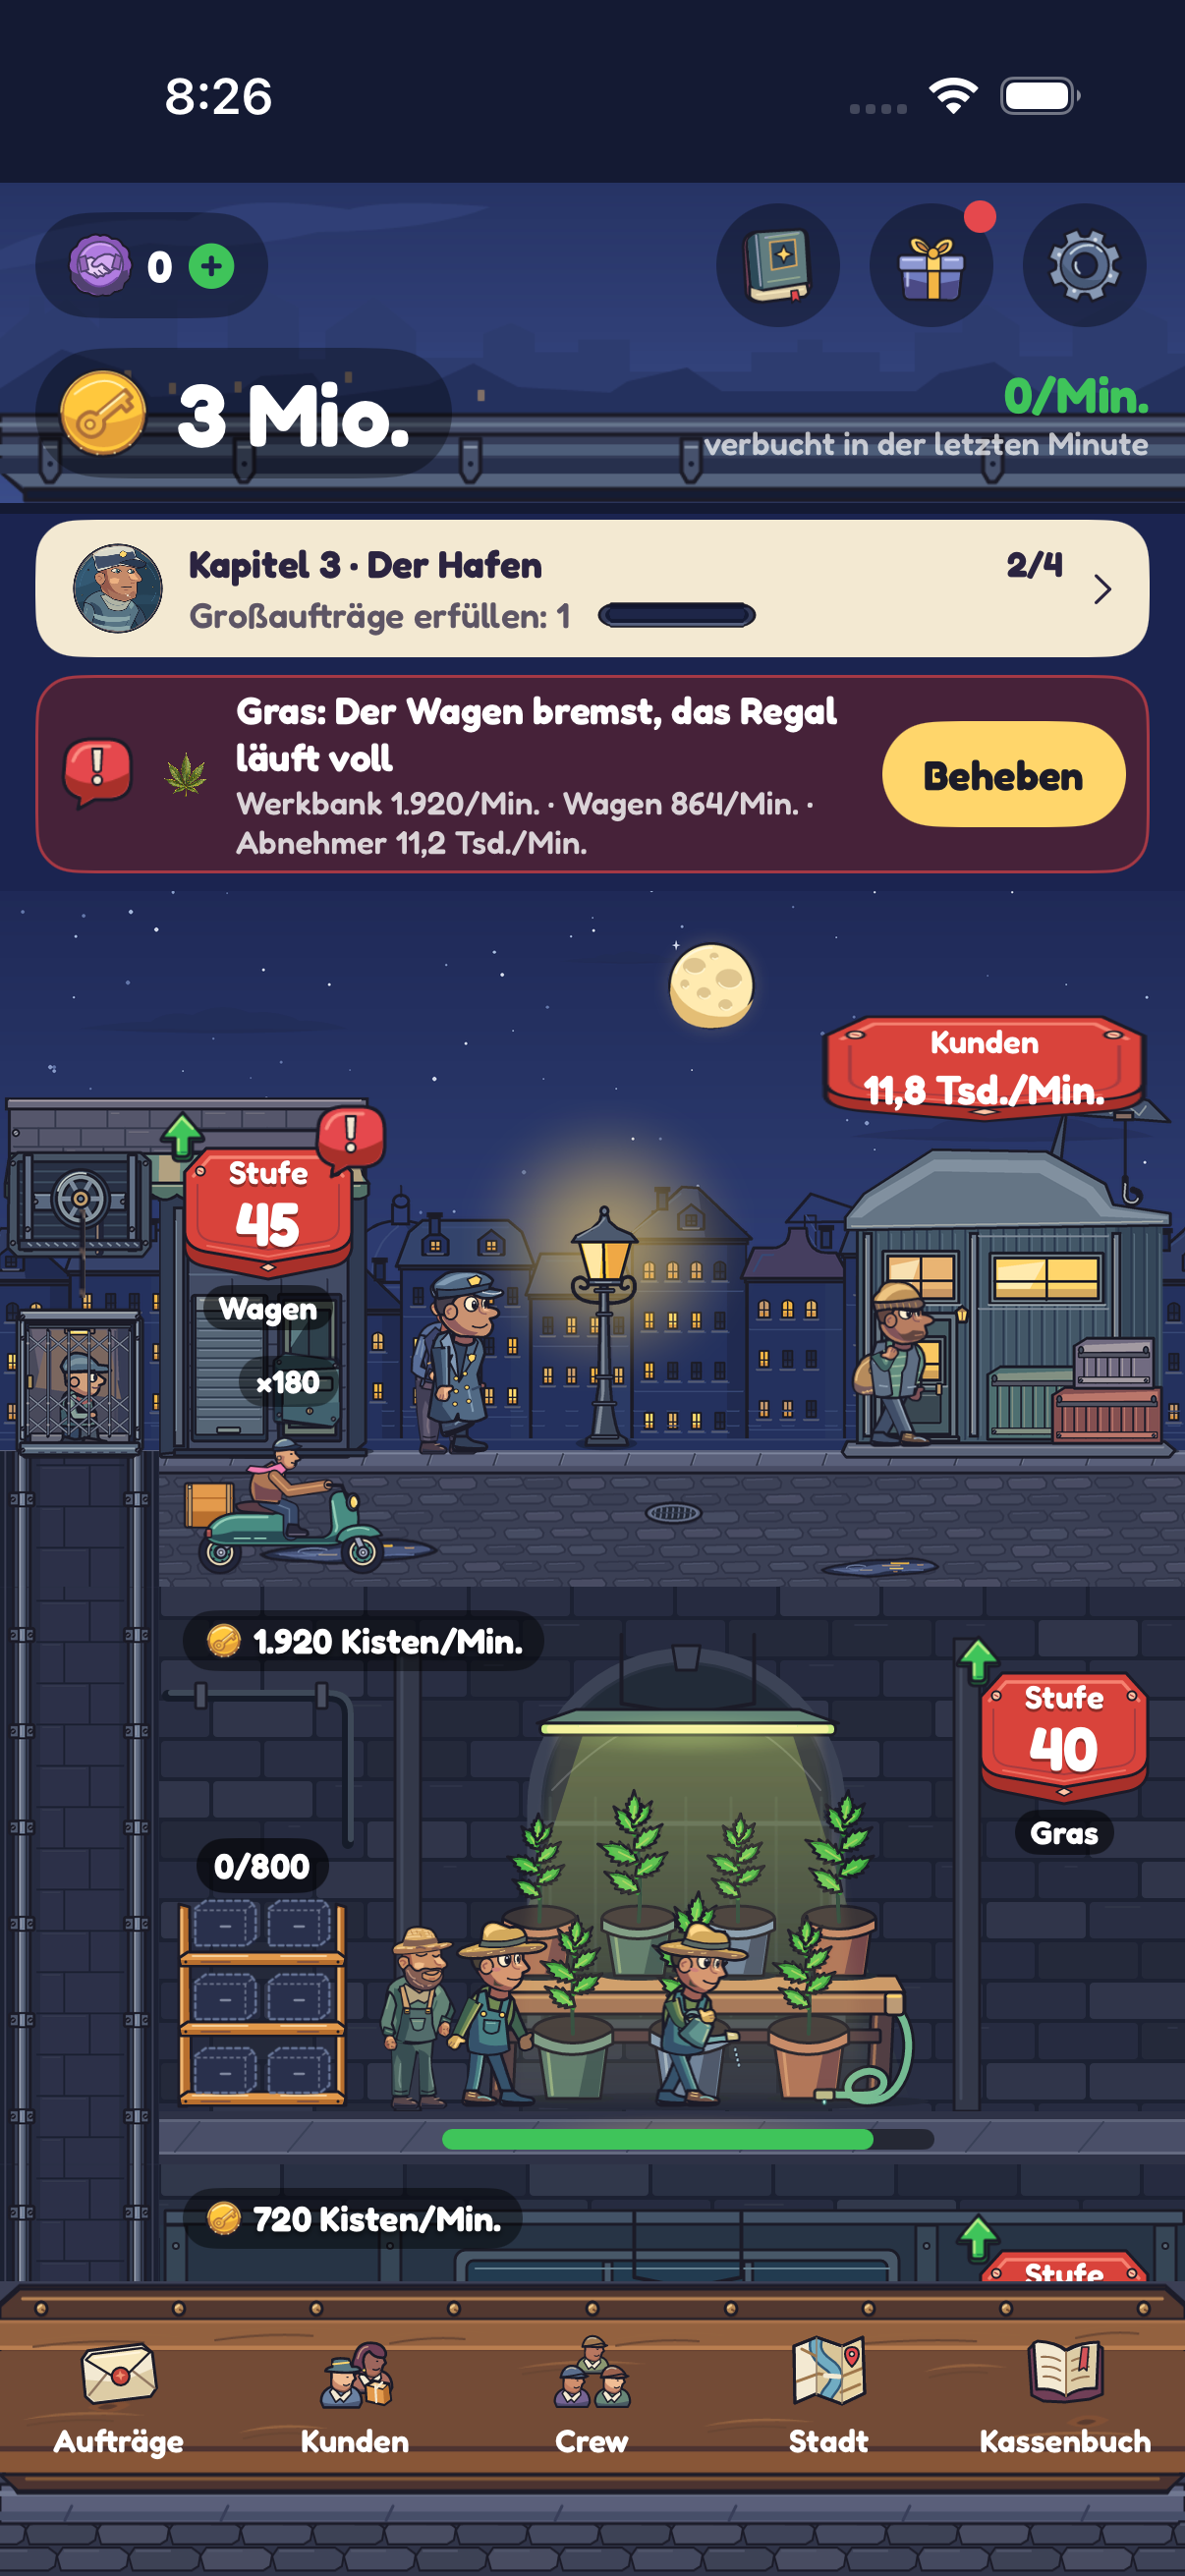 8:26
0
3 Mio.
0/Min.
verbucht in der letzten Minute
Kapitel 3 · Der Hafen
2/4
Großaufträge erfüllen: 1
Gras: Der Wagen bremst, das Regal
läuft voll
Werkbank 1.920/Min. · Wagen 864/Min. ·
Abnehmer 11,2 Tsd./Min.
Beheben
Kunden
11,8 Tsd./Min.
Stufe
45
Wagen
×180
1.920 Kisten/Min.
Stufe
40
Gras
0/800
720 Kisten/Min.
Stufe
Aufträge
Kunden
Crew
Stadt
Kassenbuch